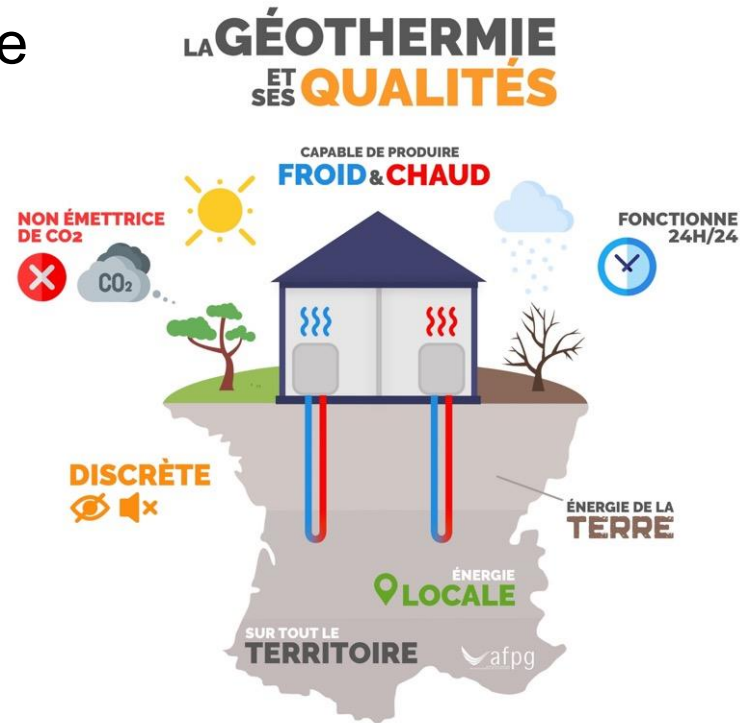 e
LA GÉOTHERMIE
ET SES QUALITÉS
CAPABLE DE PRODUIRE
FROID & CHAUD
NON ÉMETTRICE
DE CO2
CO₂
FONCTIONNE
24H/24
DISCRÈTE
ÉNERGIE DE LA
TERRE
ÉNERGIE
LOCALE
SUR TOUT LE
TERRITOIRE
afpg